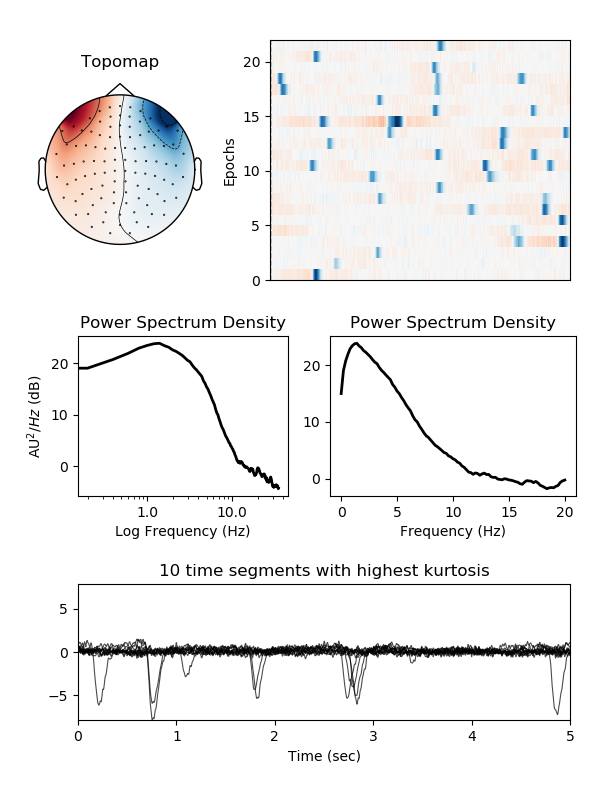 Topomap
Epochs
20
15
10
5
0
Power Spectrum Density
AU²/Hz (dB)
20
10
0
1.0 10.0
Log Frequency (Hz)
Power Spectrum Density
20
10
0
0 5 10 15 20
Frequency (Hz)
10 time segments with highest kurtosis
5
0
−5
0 1 2 3 4 5
Time (sec)